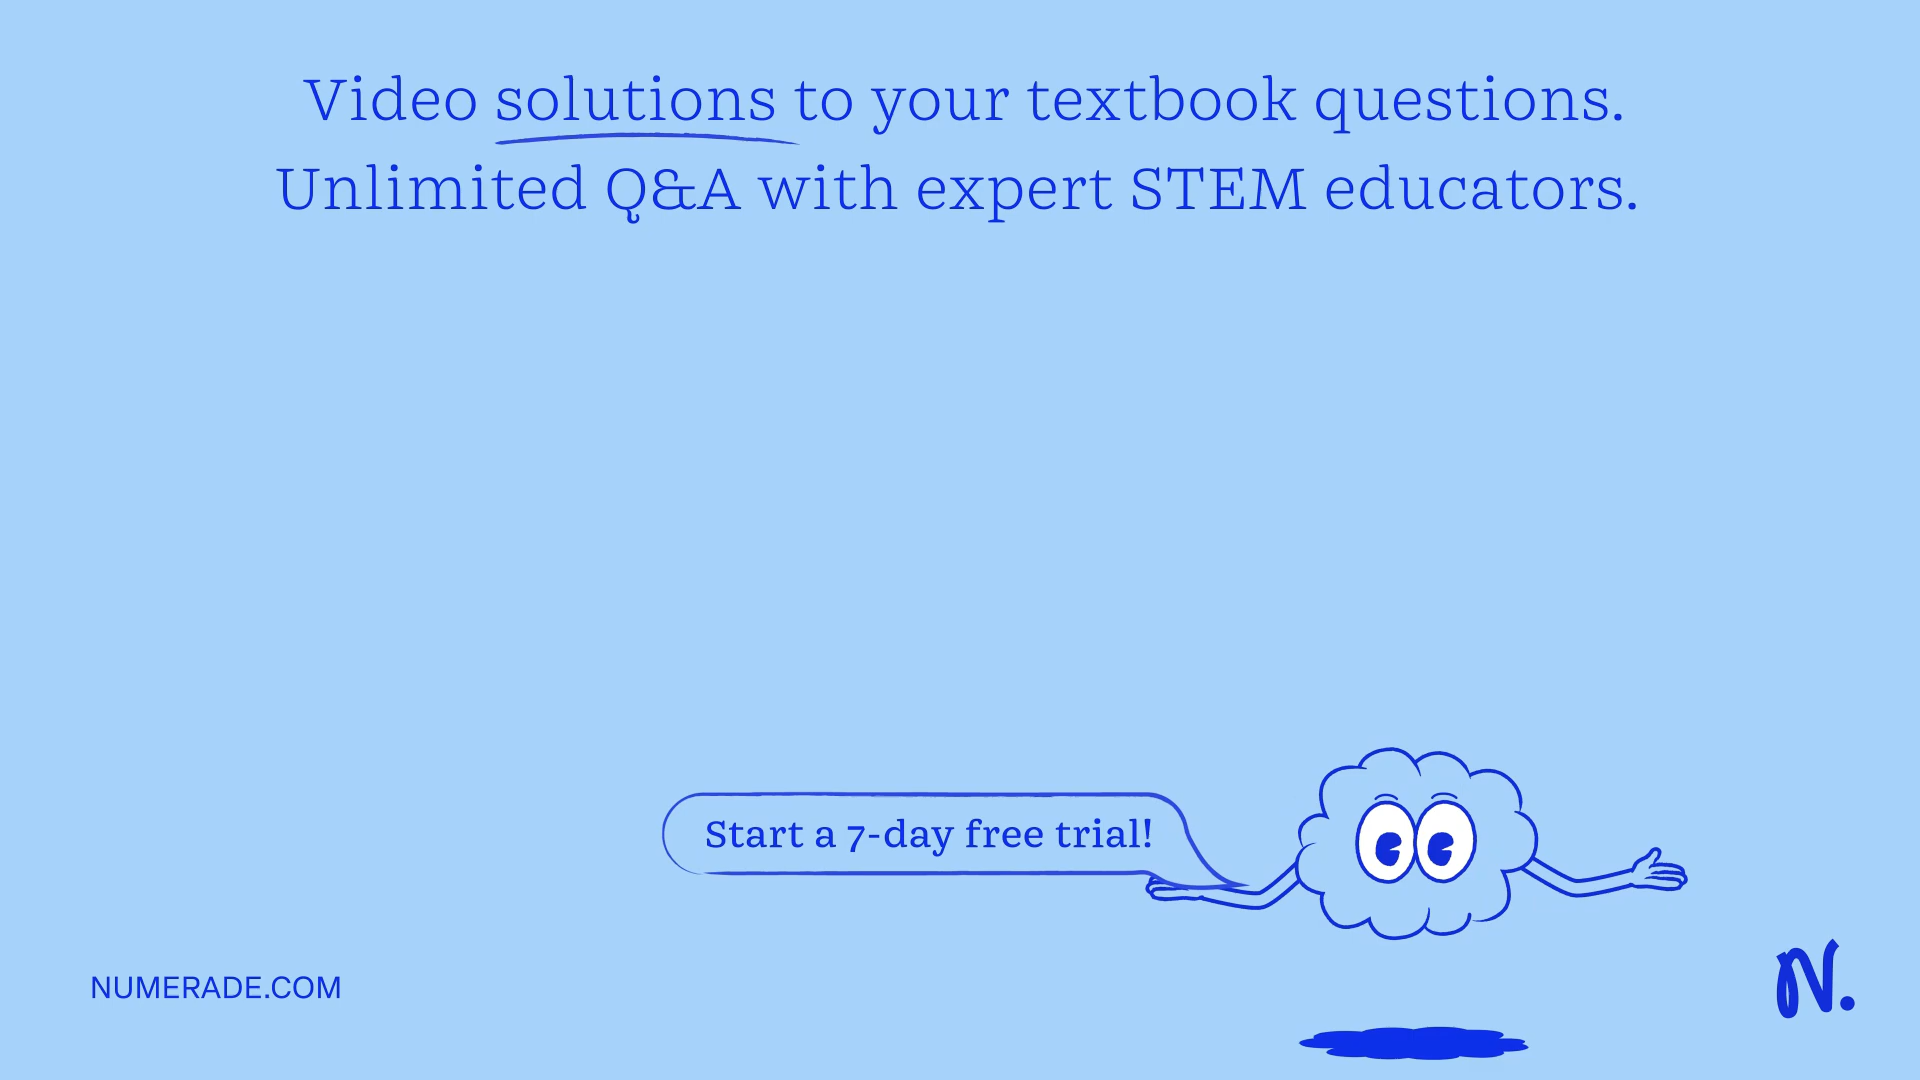 Video solutions to your textbook questions.
Unlimited Q&A with expert STEM educators.
Start a 7-day free trial!
NUMERADE.COM
N.